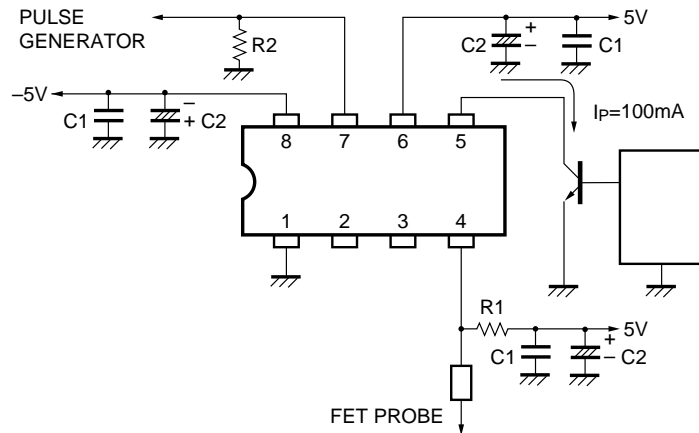 PULSE
GENERATOR
R2
C2
+
–
C1
5V
–5V
C1
–
+ C2
IP=100mA
8
7
6
5
1
2
3
4
R1
5V
C1
+
– C2
FET PROBE